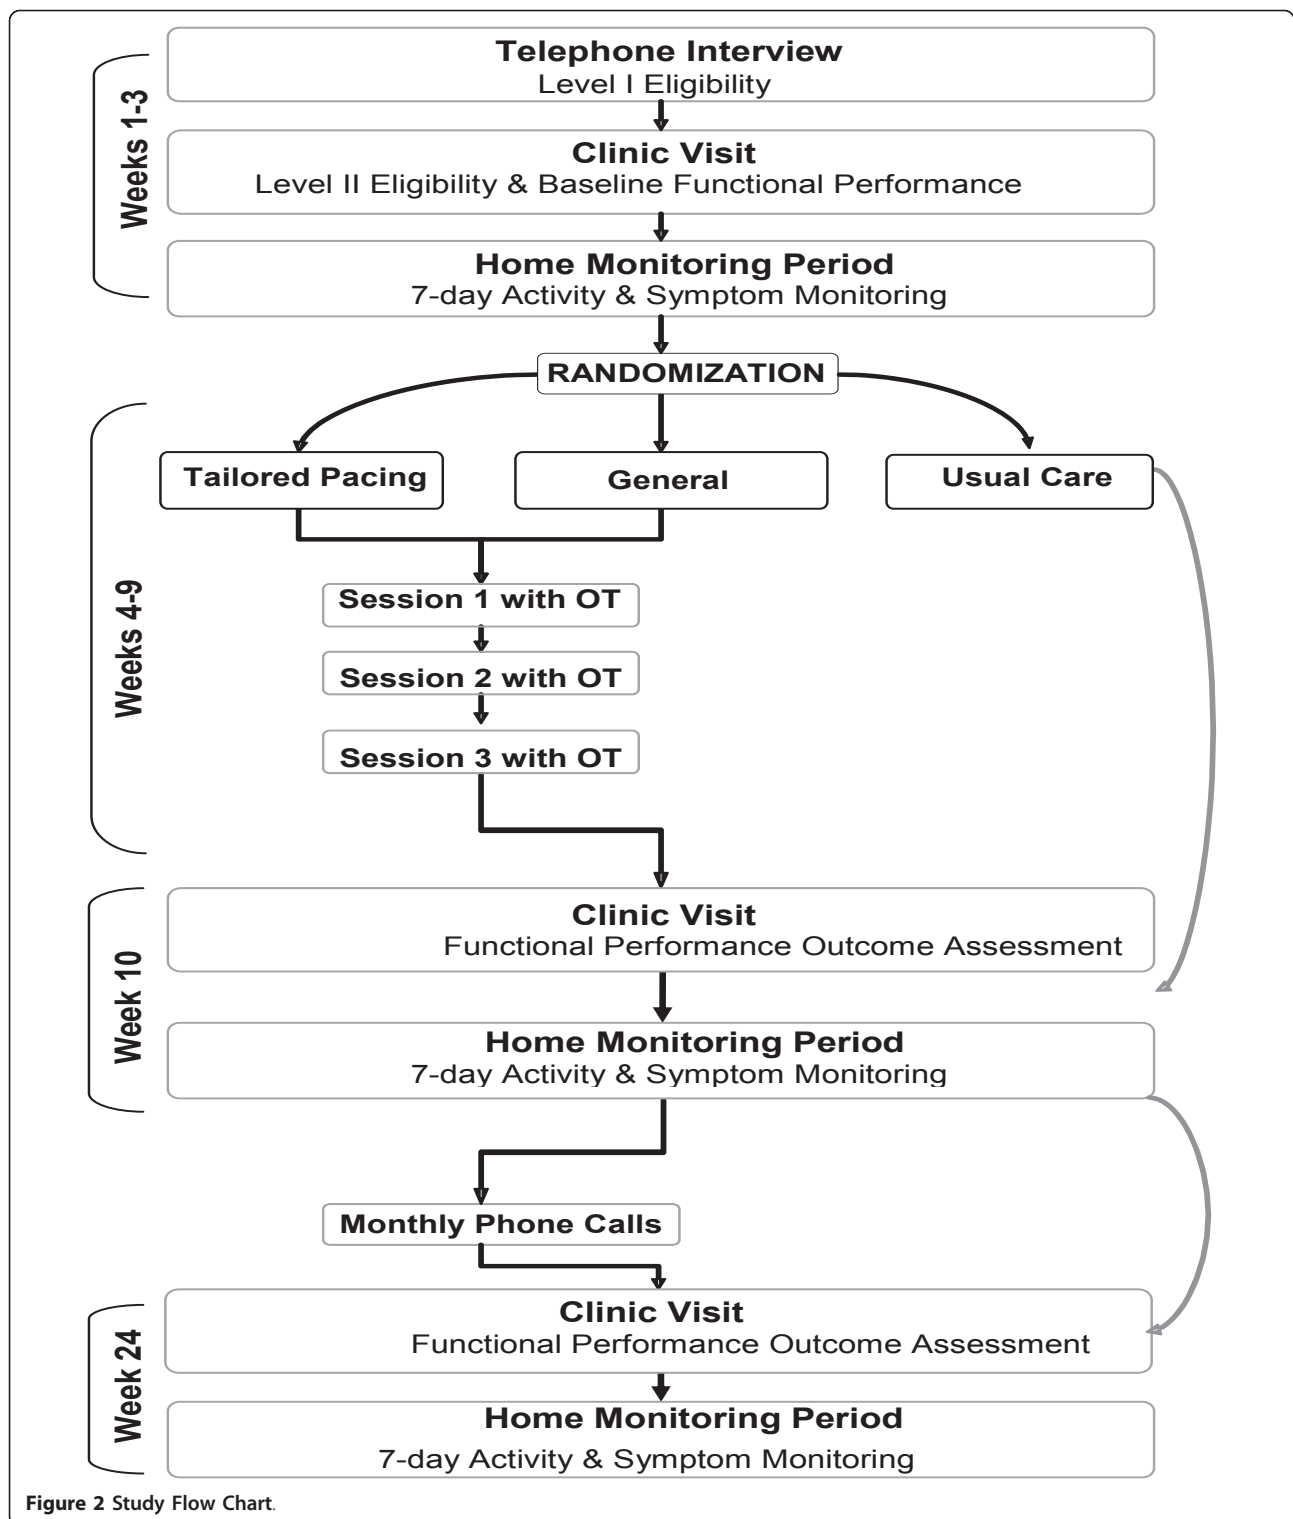 Weeks 1-3
Telephone Interview
Level I Eligibility
Clinic Visit
Level II Eligibility & Baseline Functional Performance
Home Monitoring Period
7-day Activity & Symptom Monitoring
RANDOMIZATION
Weeks 4-9
Tailored Pacing
General
Usual Care
Session 1 with OT
Session 2 with OT
Session 3 with OT
Week 10
Clinic Visit
Functional Performance Outcome Assessment
Home Monitoring Period
7-day Activity & Symptom Monitoring
Monthly Phone Calls
Week 24
Clinic Visit
Functional Performance Outcome Assessment
Home Monitoring Period
7-day Activity & Symptom Monitoring
Figure 2 Study Flow Chart.